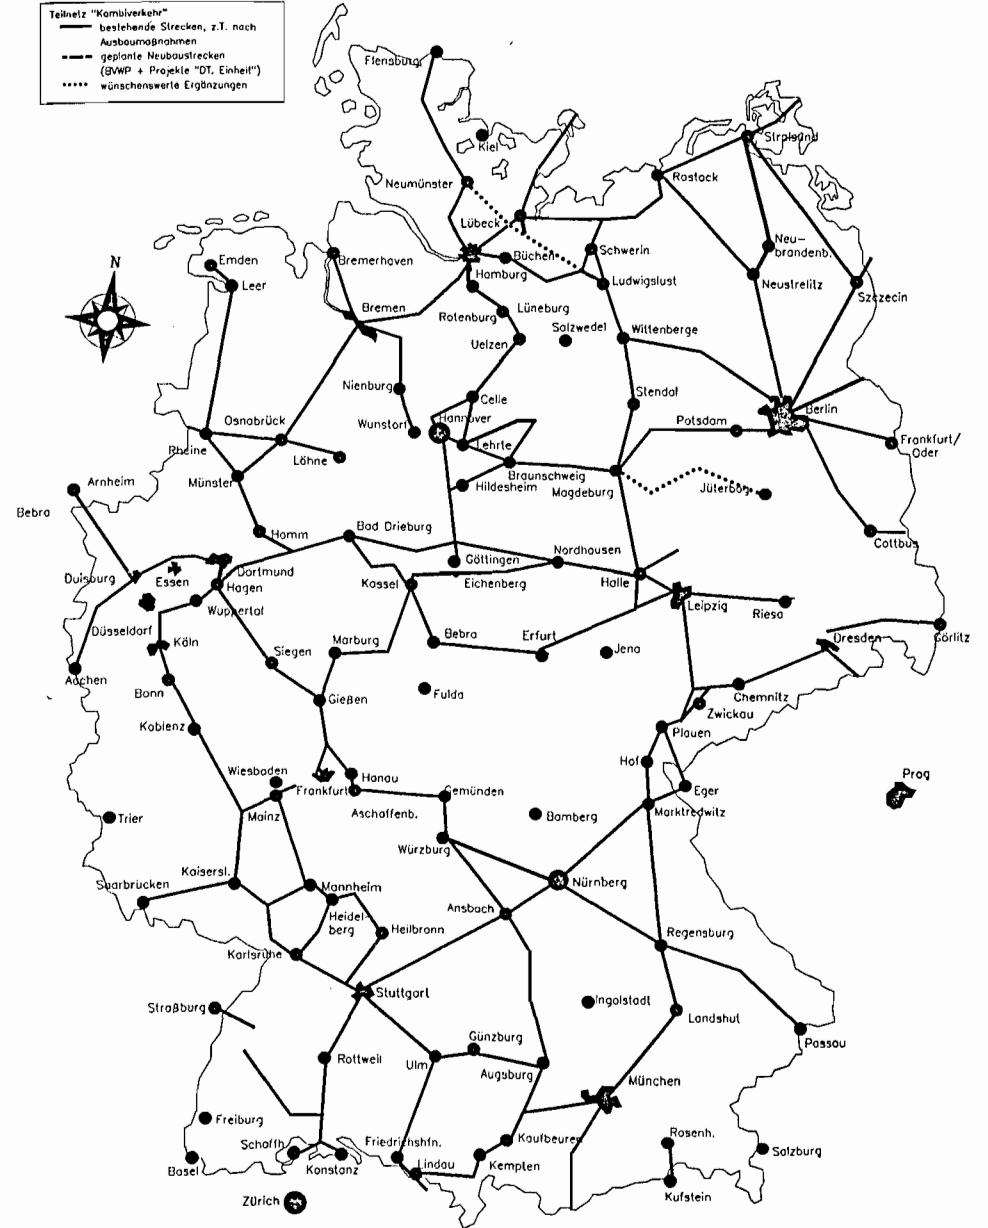 Teilnetz "Kombiverkehr"
bestehende Strecken, z.T. nach
Ausbaumaßnahmen
geplante Neubaustrecken
(BVWP + Projekte "DT. Einheit")
wünschenswerte Ergänzungen
Flensburg
Kiel
Stralsund
Neumünster
Rostock
Lübeck
Schwerin
Neu-
brandenb.
Emden
Bremerhaven
Büchen
N
Hamburg
Leer
Ludwigslust
Neustrelitz
Szczecin
Bremen
Rotenburg
Lüneburg
Salzwedel
Wittenberge
Uelzen
Nienburg
Celle
Stendal
Berlin
Osnabrück
Wunstorf
Hannover
Potsdam
Frankfurt/
Oder
Rheine
Löhne
Lehrte
Braunschweig
Münster
Hildesheim
Magdeburg
Jüterbog
Arnheim
Bebra
Hamm
Bad Drieburg
Cottbus
Göttingen
Nordhausen
Duisburg
Essen
Dortmund
Kassel
Eichenberg
Halle
Hagen
Leipzig
Riesa
Wuppertal
Düsseldorf
Köln
Marburg
Bebra
Erfurt
Dresden
Görlitz
Siegen
Jena
Aachen
Bonn
Gießen
Fulda
Chemnitz
Zwickau
Koblenz
Plauen
Hof
Wiesbaden
Hanau
Prag
Frankfurt
Gemünden
Eger
Mainz
Aschaffenb.
Bamberg
Marktredwitz
Trier
Würzburg
Kaisersl.
Saarbrücken
Mannheim
Nürnberg
Heidel-
berg
Ansbach
Heilbronn
Regensburg
Karlsruhe
Stuttgart
Ingolstadt
Straßburg
Landshut
Günzburg
Passau
Rottweil
Ulm
Augsburg
München
Freiburg
Schaffh.
Friedrichshfn.
Kaufbeuren
Rosenh.
Salzburg
Basel
Konstanz
Lindau
Kempten
Kufstein
Zürich